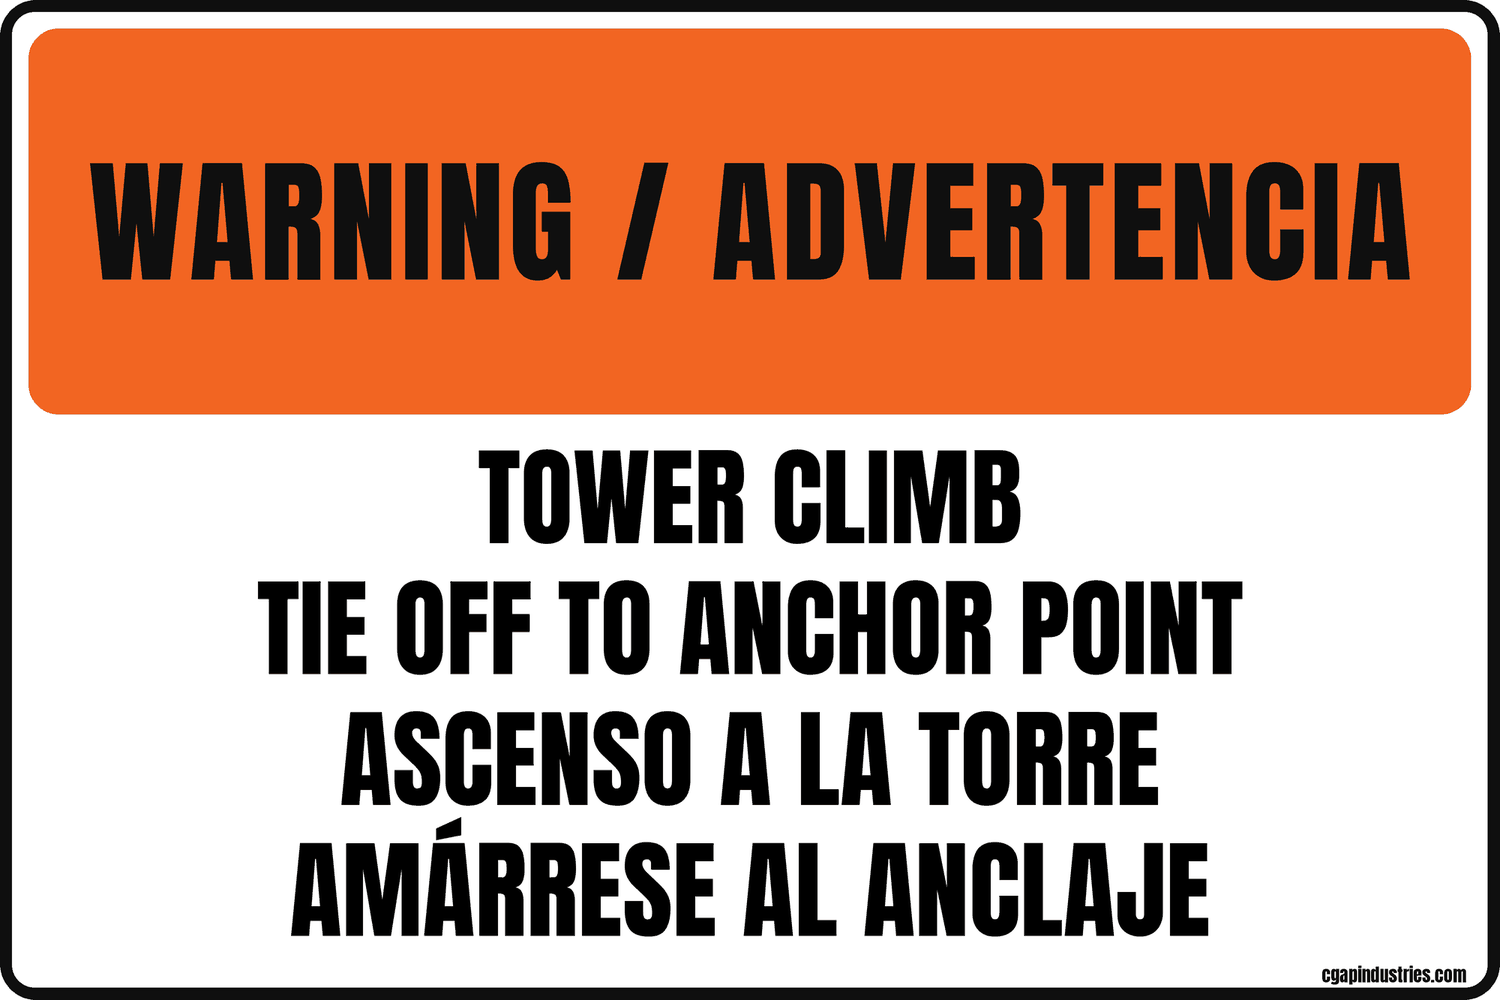 WARNING / ADVERTENCIA
TOWER CLIMB
TIE OFF TO ANCHOR POINT
ASCENSO A LA TORRE
AMÁRRESE AL ANCLAJE
cgapindustries.com